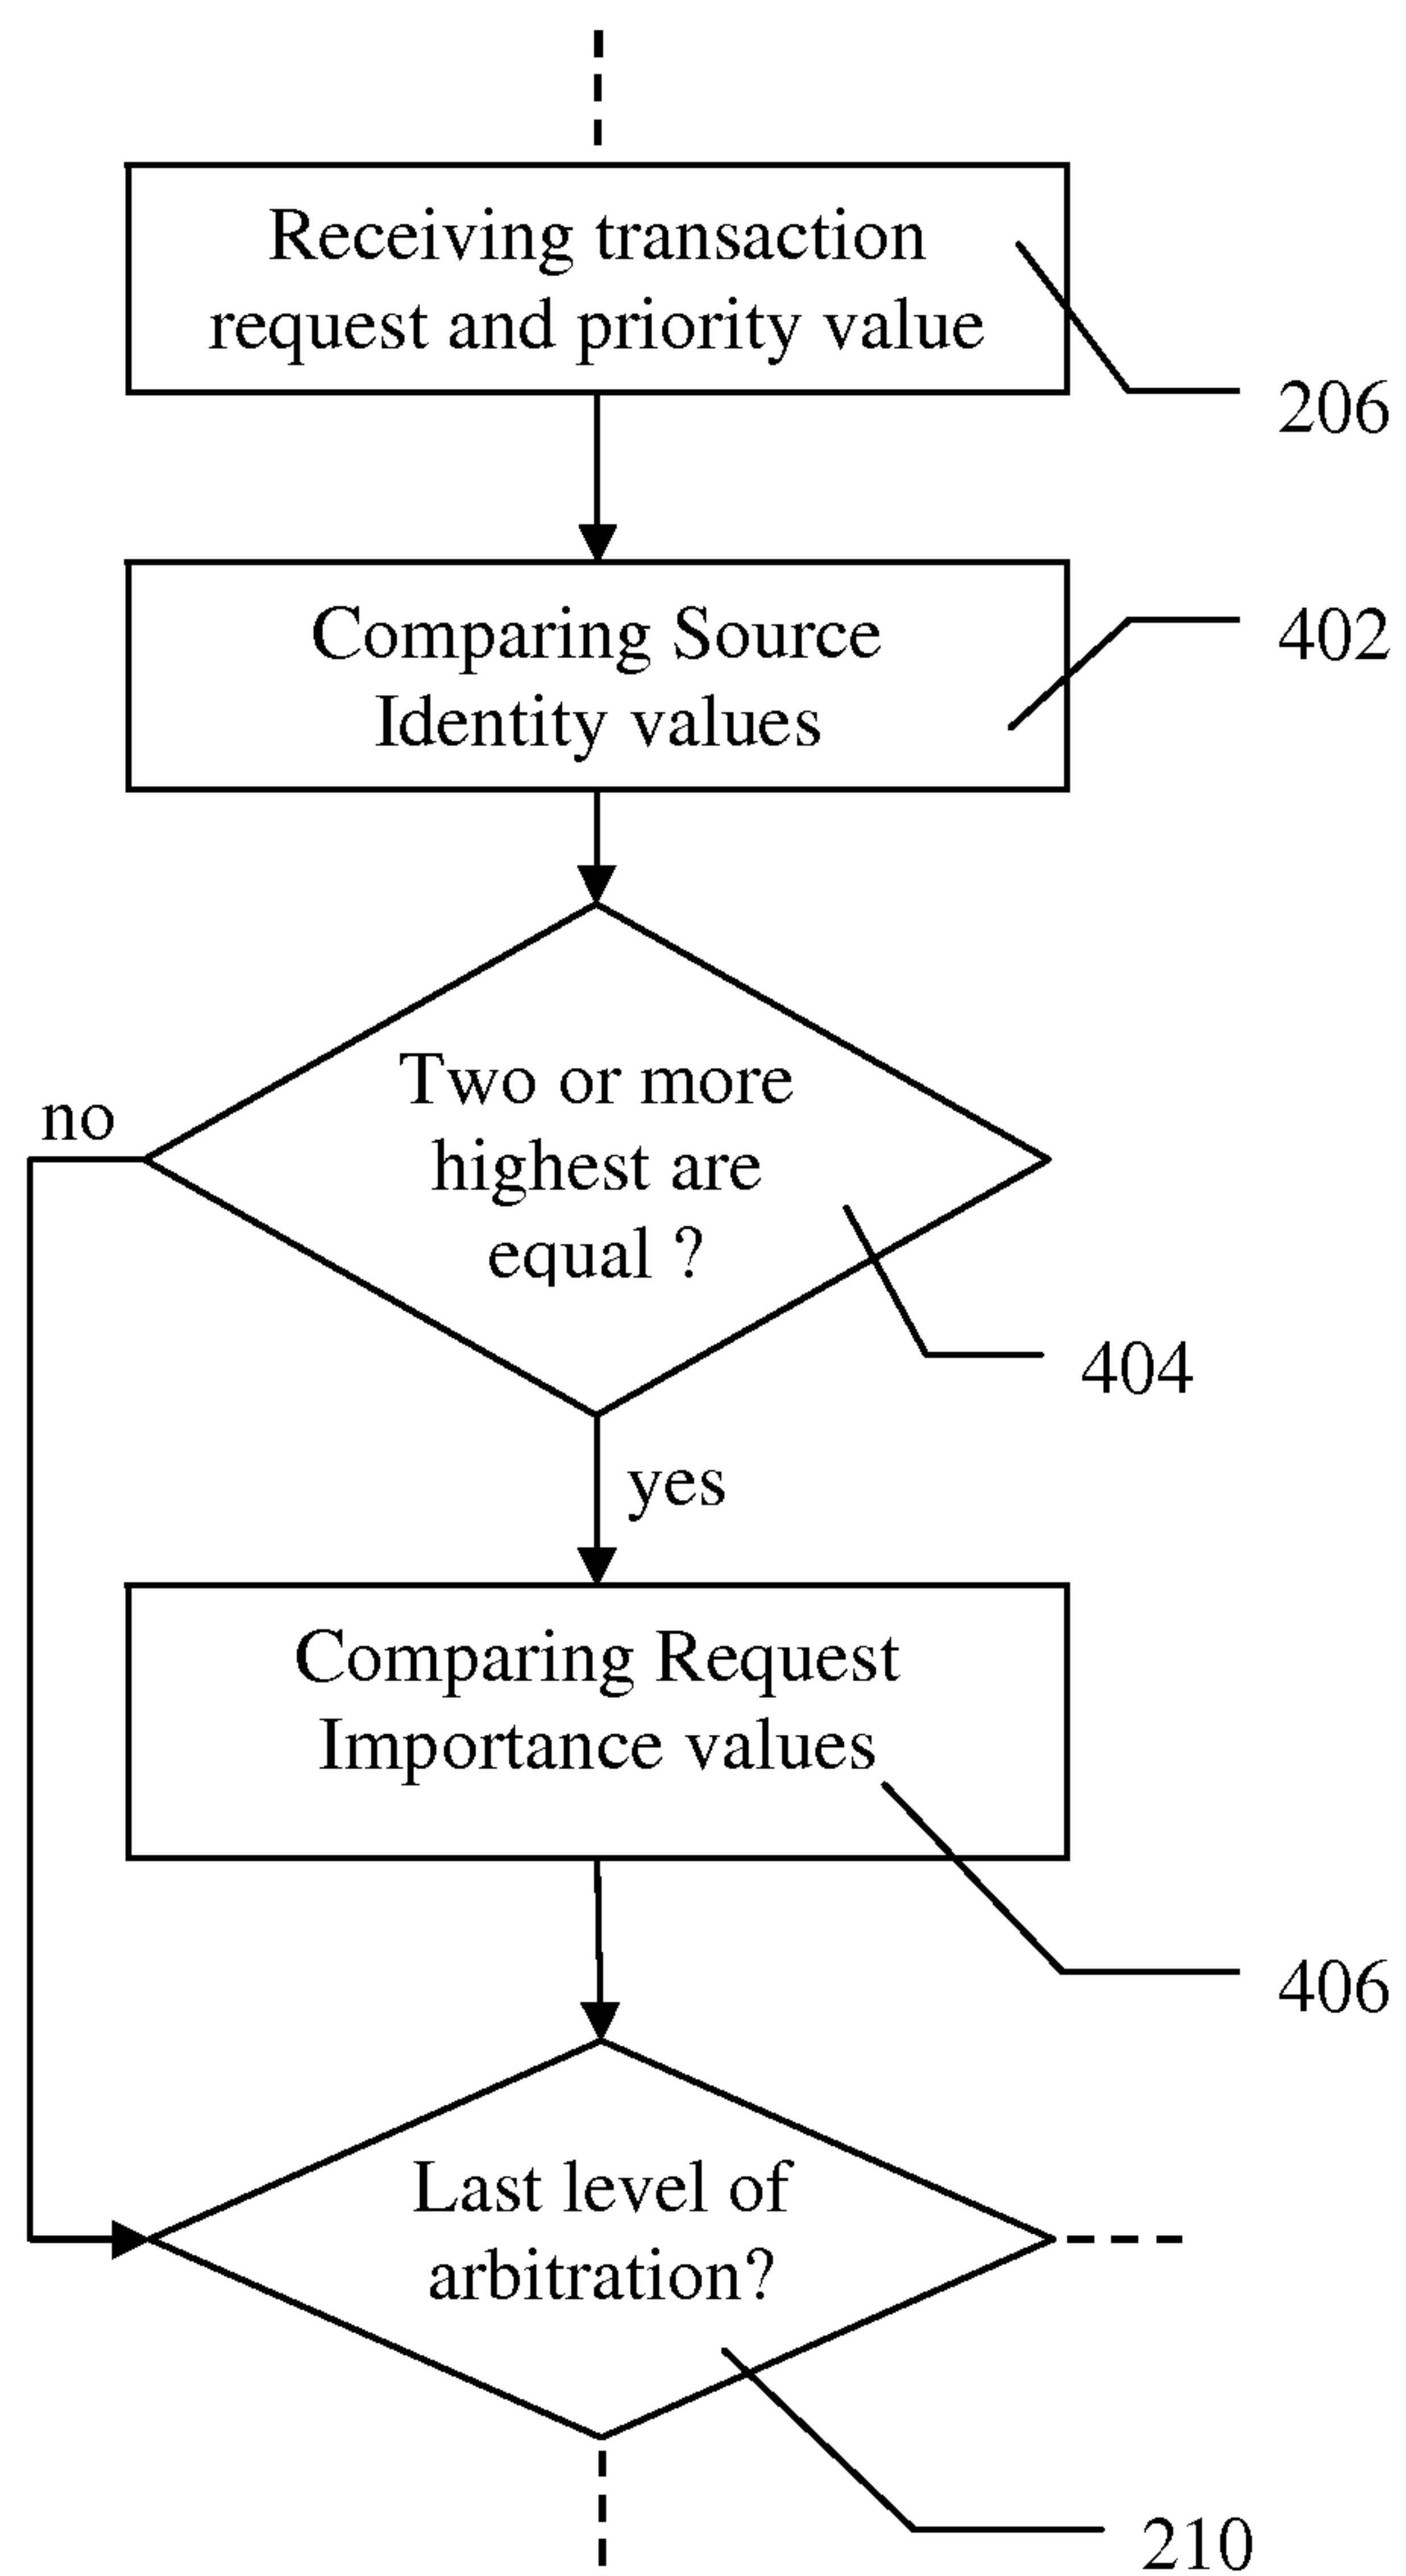 Receiving transaction
request and priority value
206
Comparing Source
Identity values
402
Two or more
highest are
equal ?
no
404
yes
Comparing Request
Importance values
406
Last level of
arbitration?
210